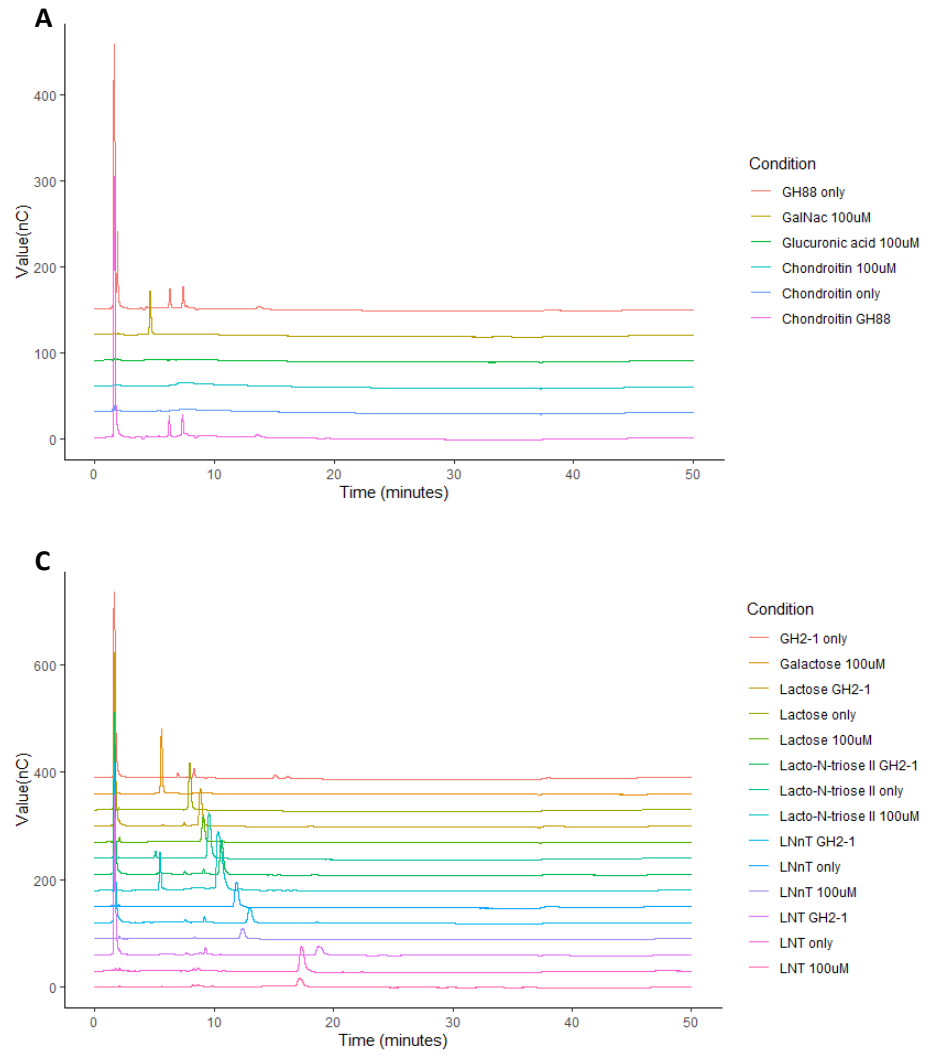 A
Value(nC)
400
300
200
100
0
0 10 20 30 40 50
Time (minutes)
Condition
GH88 only
GalNac 100uM
Glucuronic acid 100uM
Chondroitin 100uM
Chondroitin only
Chondroitin GH88
C
Value(nC)
600
400
200
0
0 10 20 30 40 50
Time (minutes)
Condition
GH2-1 only
Galactose 100uM
Lactose GH2-1
Lactose only
Lactose 100uM
Lacto-N-triose II GH2-1
Lacto-N-triose II only
Lacto-N-triose II 100uM
LNnT GH2-1
LNnT only
LNnT 100uM
LNT GH2-1
LNT only
LNT 100uM